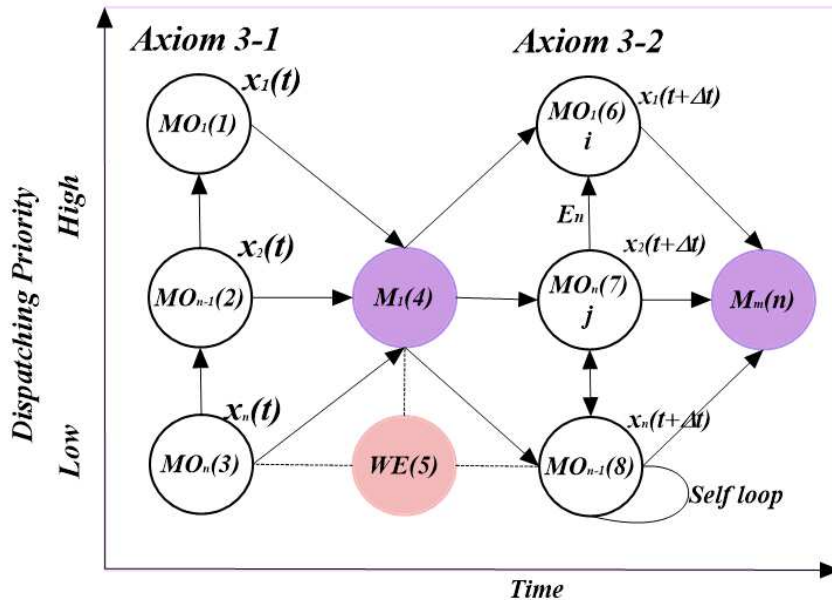 Axiom 3-1
Axiom 3-2
x₁(t)
x₁(t+Δt)
MO₁(1)
MO₁(6)
i
High
Eₙ
x₂(t)
x₂(t+Δt)
Dispatching Priority
MOₙ₋₁(2)
M₁(4)
MOₙ(7)
j
Mₘ(n)
xₙ(t)
xₙ(t+Δt)
Low
MOₙ(3)
WE(5)
MOₙ₋₁(8)
Self loop
Time